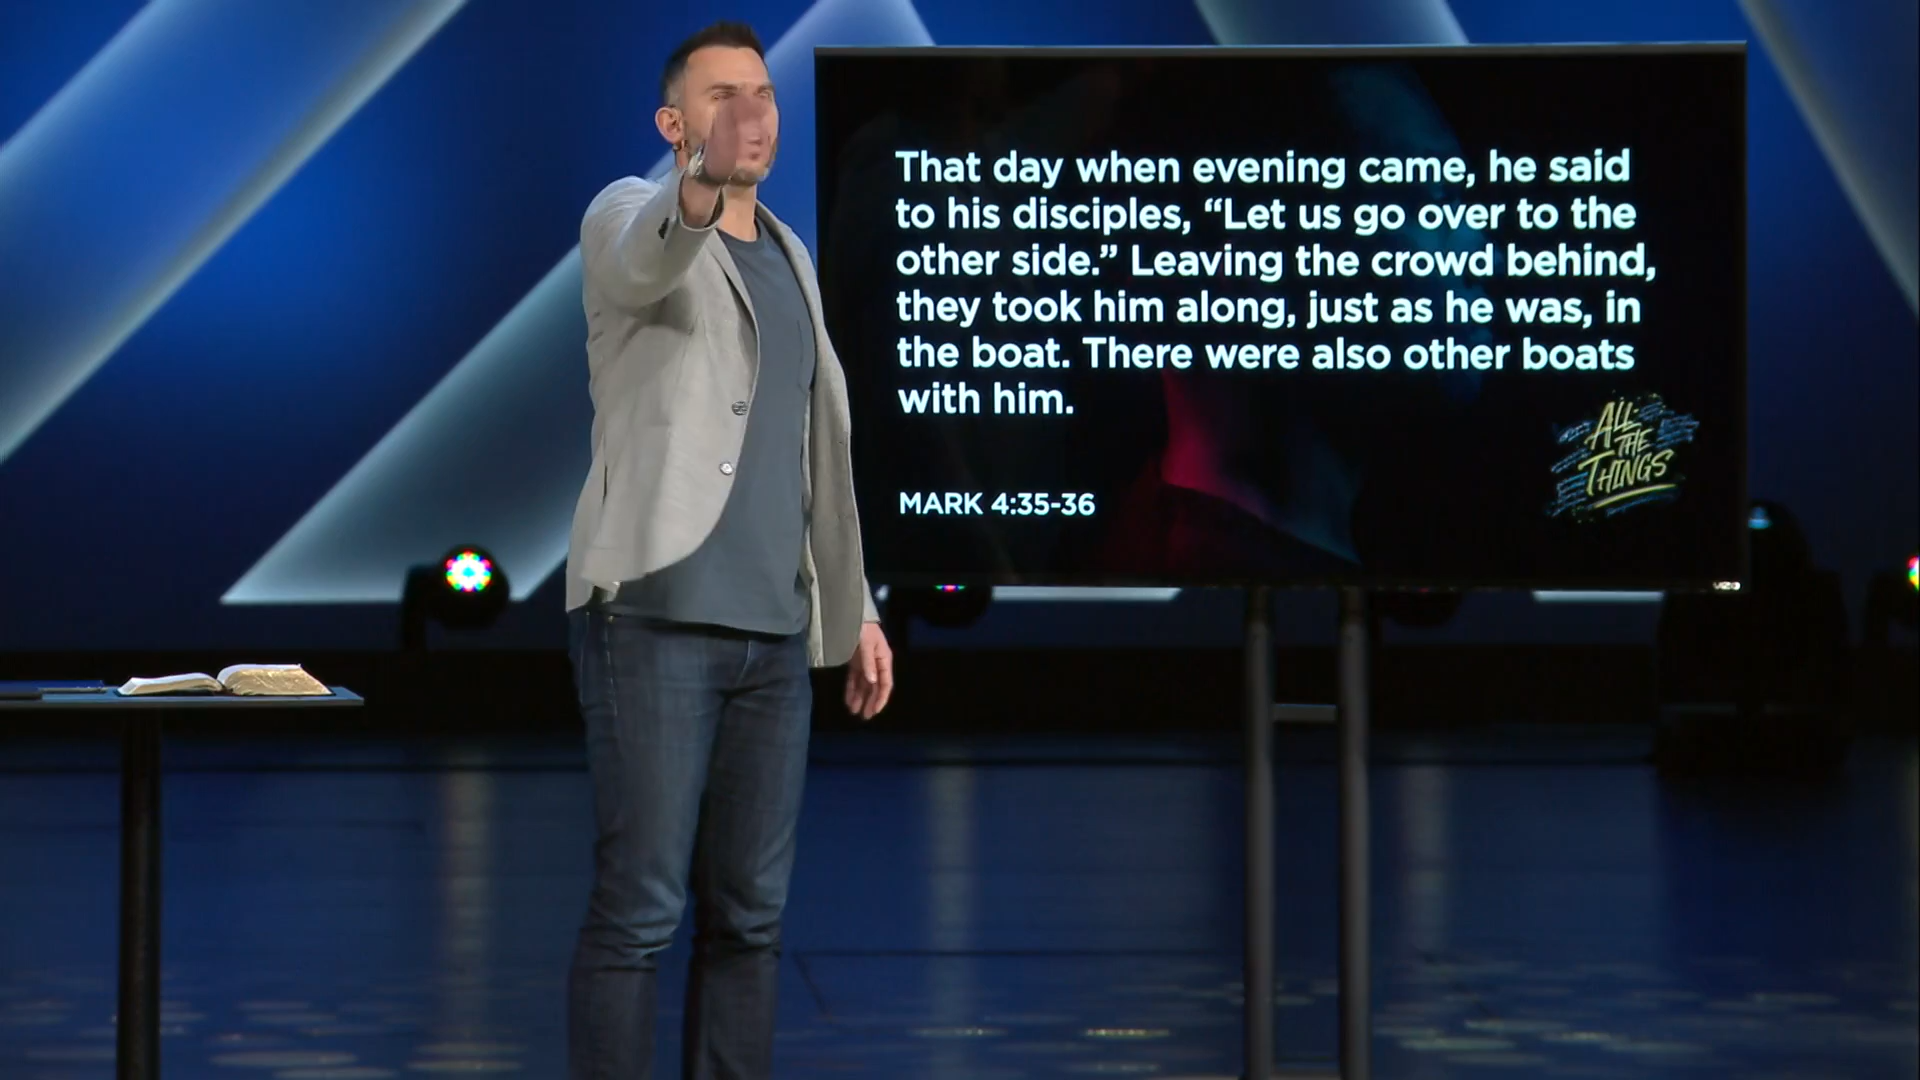 That day when evening came, he said
to his disciples, “Let us go over to the
other side.” Leaving the crowd behind,
they took him along, just as he was, in
the boat. There were also other boats
with him.
MARK 4:35-36
ALL
THE
THINGS
VIZIO